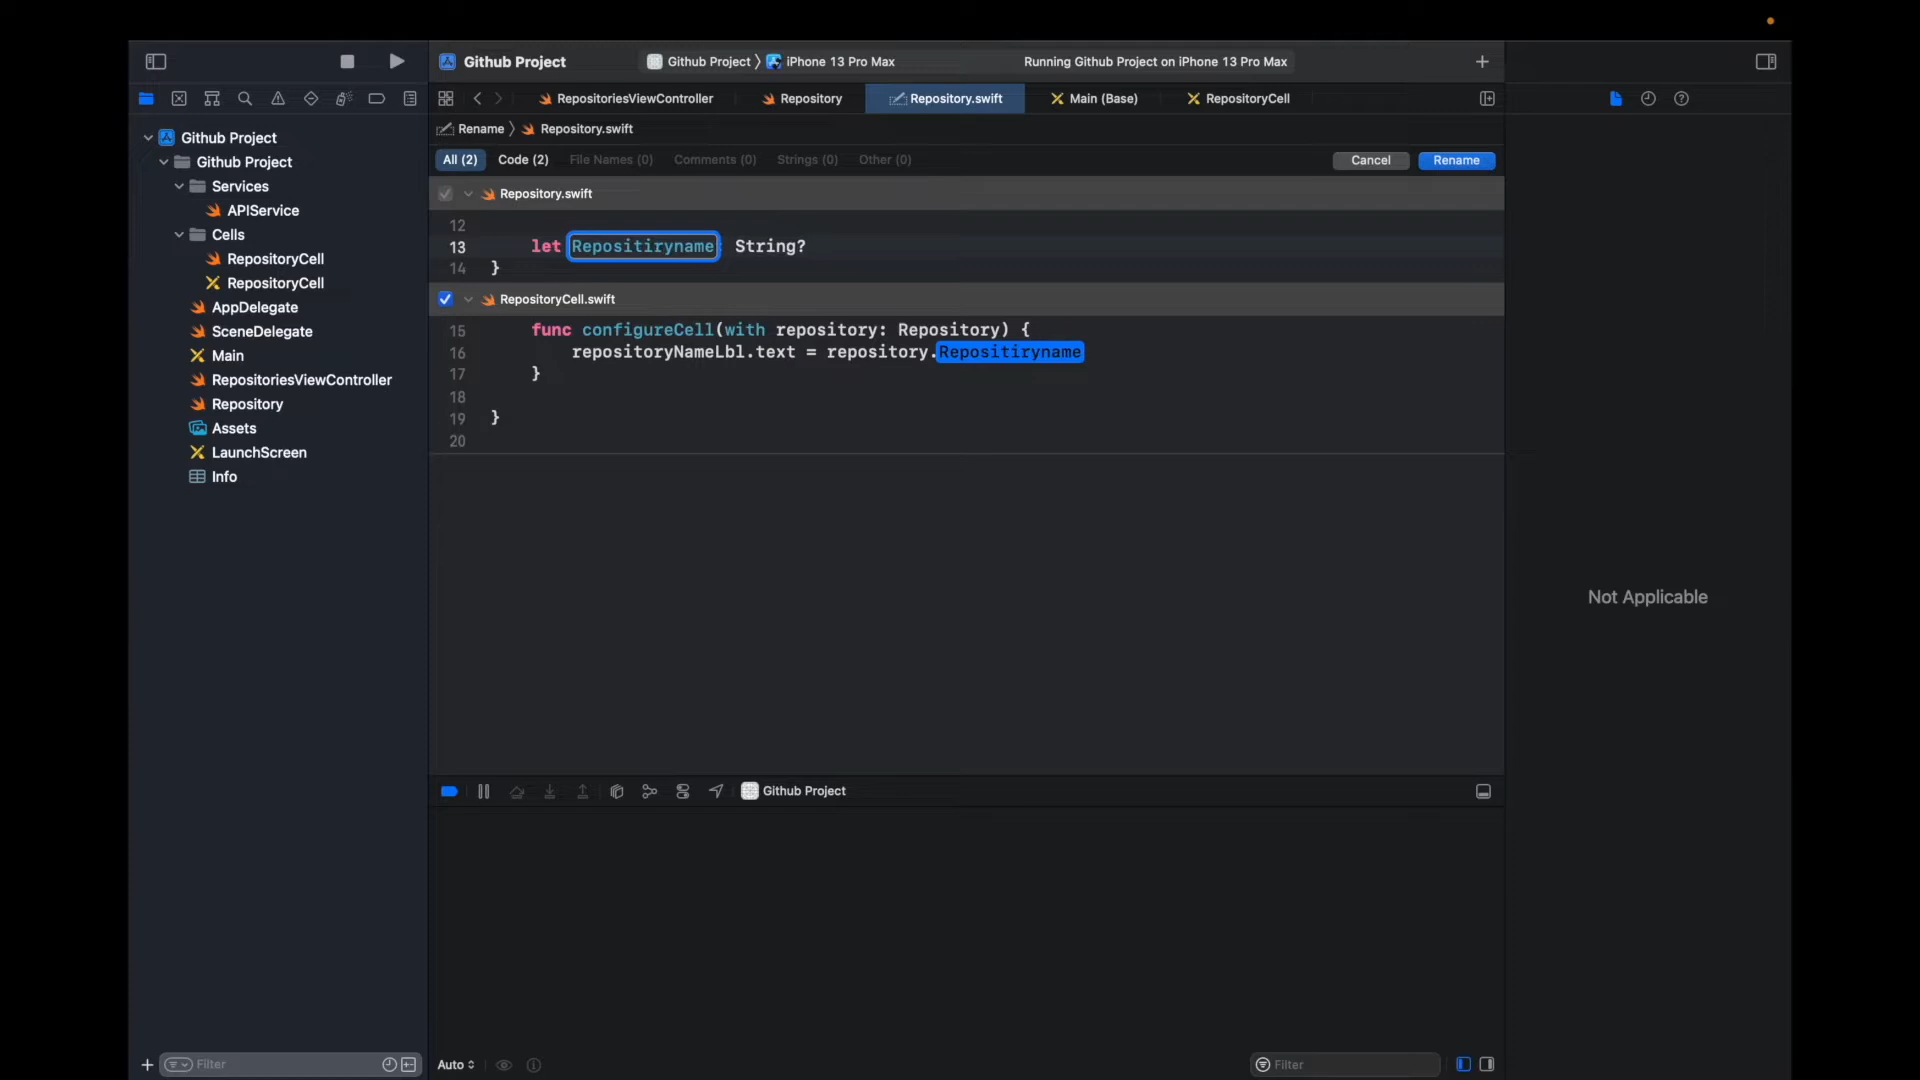 Github Project
Github Project 〉 iPhone 13 Pro Max
Running Github Project on iPhone 13 Pro Max
RepositoriesViewController
Repository
Repository.swift
Main (Base)
RepositoryCell
Rename 〉 Repository.swift
All (2)
Code (2)
File Names (0)
Comments (0)
Strings (0)
Other (0)
Cancel
Rename
Github Project
Github Project
Services
APIService
Cells
RepositoryCell
RepositoryCell
AppDelegate
SceneDelegate
Main
RepositoriesViewController
Repository
Assets
LaunchScreen
Info
Repository.swift
12
13 let Repositiryname: String?
14 }
RepositoryCell.swift
15 func configureCell(with repository: Repository) {
16 repositoryNameLbl.text = repository.Repositiryname
17 }
18
19 }
20
Not Applicable
Github Project
Filter
Auto
Filter